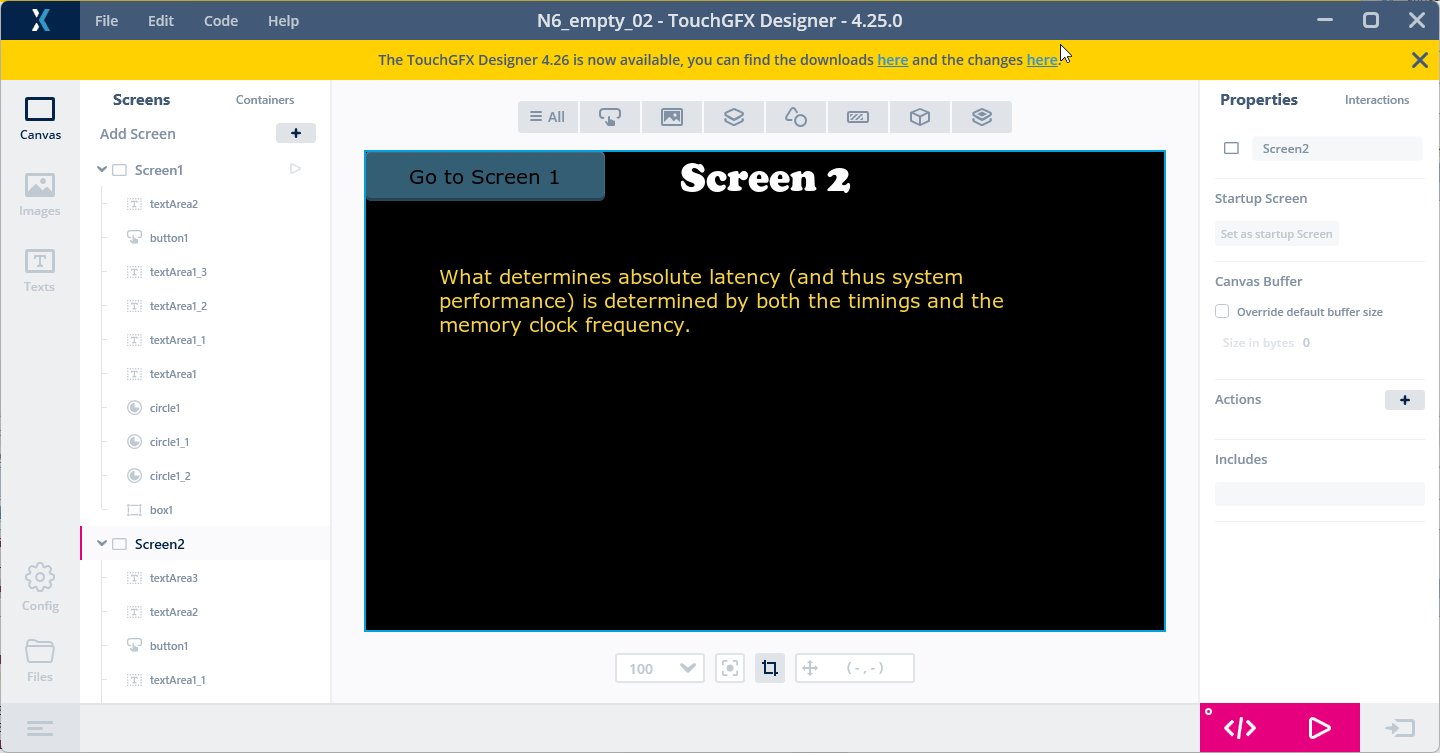 File Edit Code Help N6_empty_02 - TouchGFX Designer - 4.25.0
The TouchGFX Designer 4.26 is now available, you can find the downloads here and the changes here.
Canvas
Images
Texts
Config
Files
Screens Containers
Add Screen
Screen1
textArea2
button1
textArea1_3
textArea1_2
textArea1_1
textArea1
circle1
circle1_1
circle1_2
box1
Screen2
textArea3
textArea2
button1
textArea1_1
All
Go to Screen 1
Screen 2
What determines absolute latency (and thus system
performance) is determined by both the timings and the
memory clock frequency.
100
(-,-)
Properties Interactions
Screen2
Startup Screen
Set as startup Screen
Canvas Buffer
Override default buffer size
Size in bytes 0
Actions
Includes